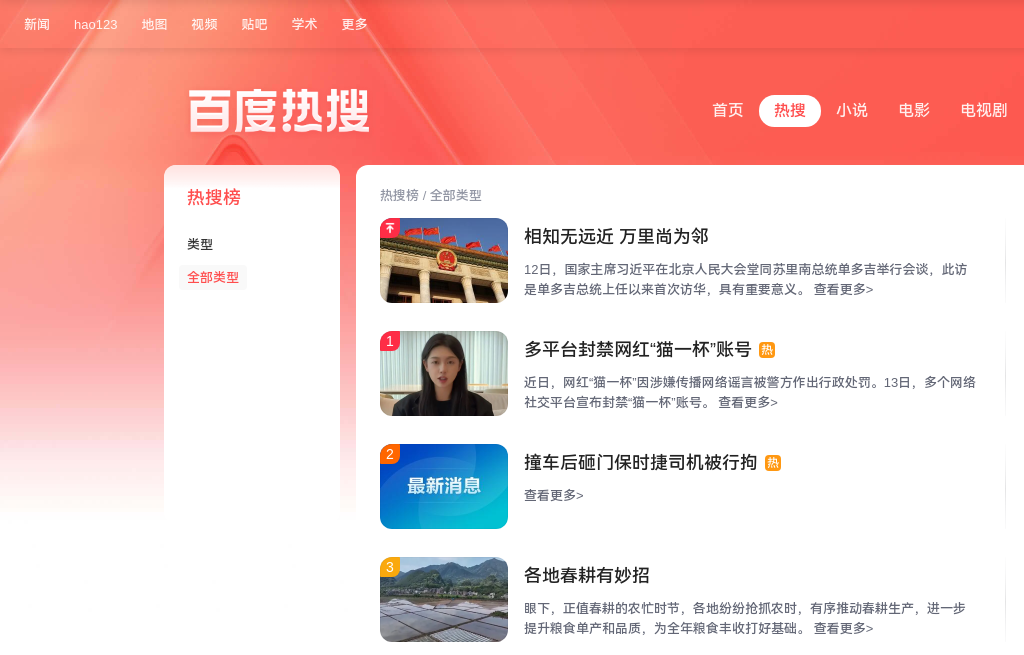 新闻 hao123 地图 视频 贴吧 学术 更多
百度热搜
首页 热搜 小说 电影 电视剧
热搜榜
类型
全部类型
热搜榜 / 全部类型
相知无远近 万里尚为邻
12日，国家主席习近平在北京人民大会堂同苏里南总统单多吉举行会谈，此访
是单多吉总统上任以来首次访华，具有重要意义。 查看更多>
1
多平台封禁网红“猫一杯”账号 热
近日，网红“猫一杯”因涉嫌传播网络谣言被警方作出行政处罚。13日，多个网络
社交平台宣布封禁“猫一杯”账号。 查看更多>
2
最新消息
撞车后砸门保时捷司机被行拘 热
查看更多>
3
各地春耕有妙招
眼下，正值春耕的农忙时节，各地纷纷抢抓农时，有序推动春耕生产，进一步
提升粮食单产和品质，为全年粮食丰收打好基础。 查看更多>